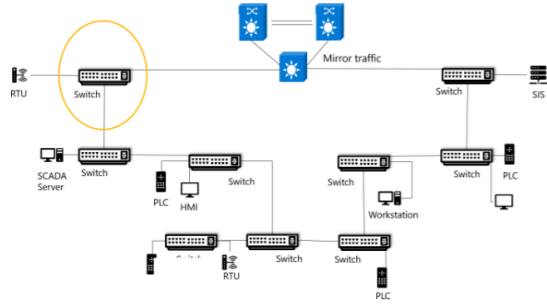 Mirror traffic
RTU
Switch
Switch
SIS
SCADA
Server
Switch
PLC
HMI
Switch
Switch
Workstation
Switch
PLC
RTU
Switch
Switch
PLC